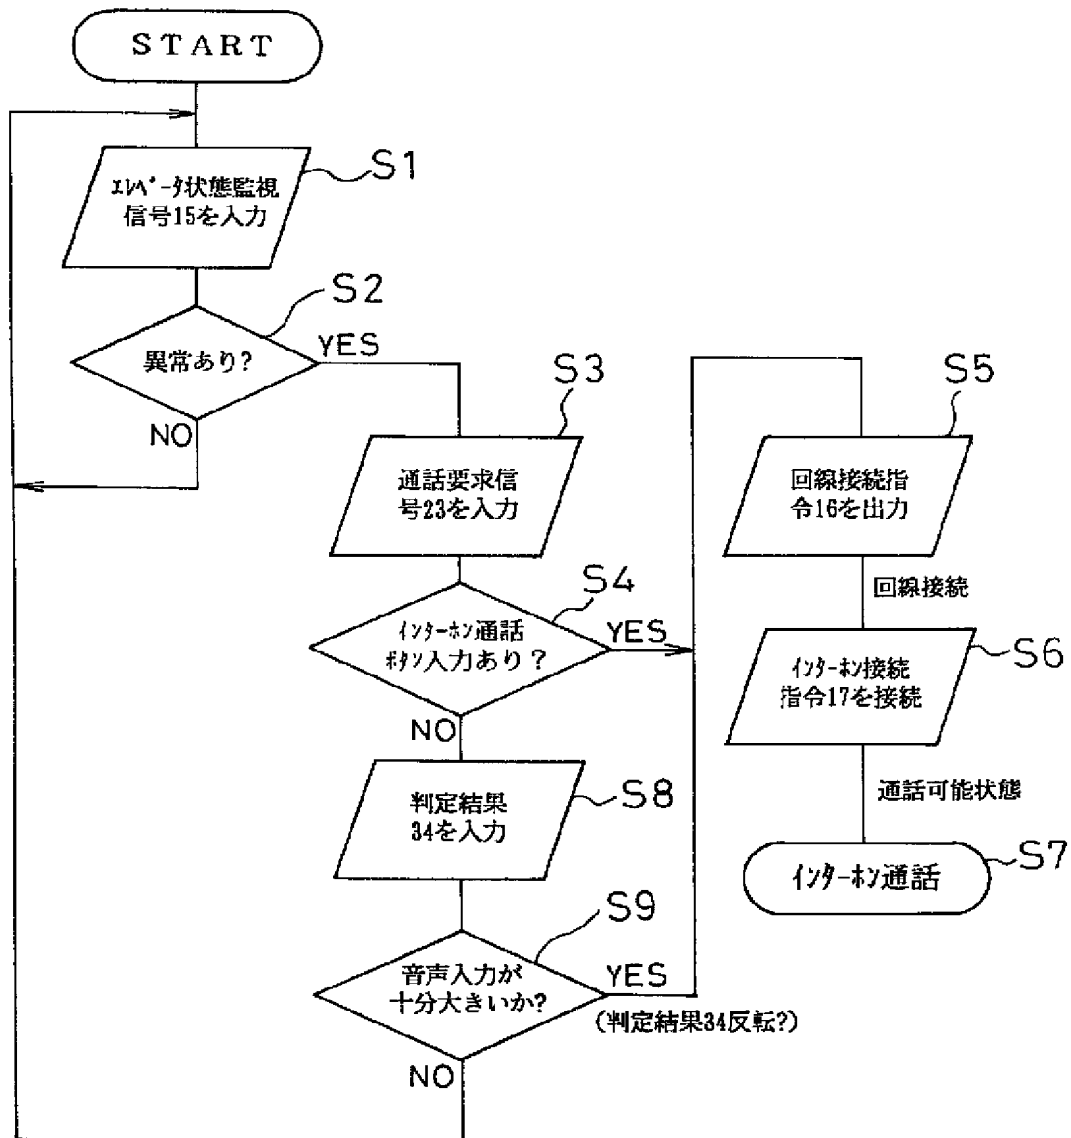 START
S1
ｴﾚﾍﾞｰﾀ状態監視
信号15を入力
S2
異常あり?
YES
NO
S3
通話要求信
号23を入力
S4
ｲﾝﾀｰﾎﾝ通話
ﾎﾞﾀﾝ入力あり?
YES
NO
S5
回線接続指
令16を出力
回線接続
S6
ｲﾝﾀｰﾎﾝ接続
指令17を接続
通話可能状態
S7
ｲﾝﾀｰﾎﾝ通話
S8
判定結果
34を入力
S9
音声入力が
十分大きいか?
YES
(判定結果34反転?)
NO